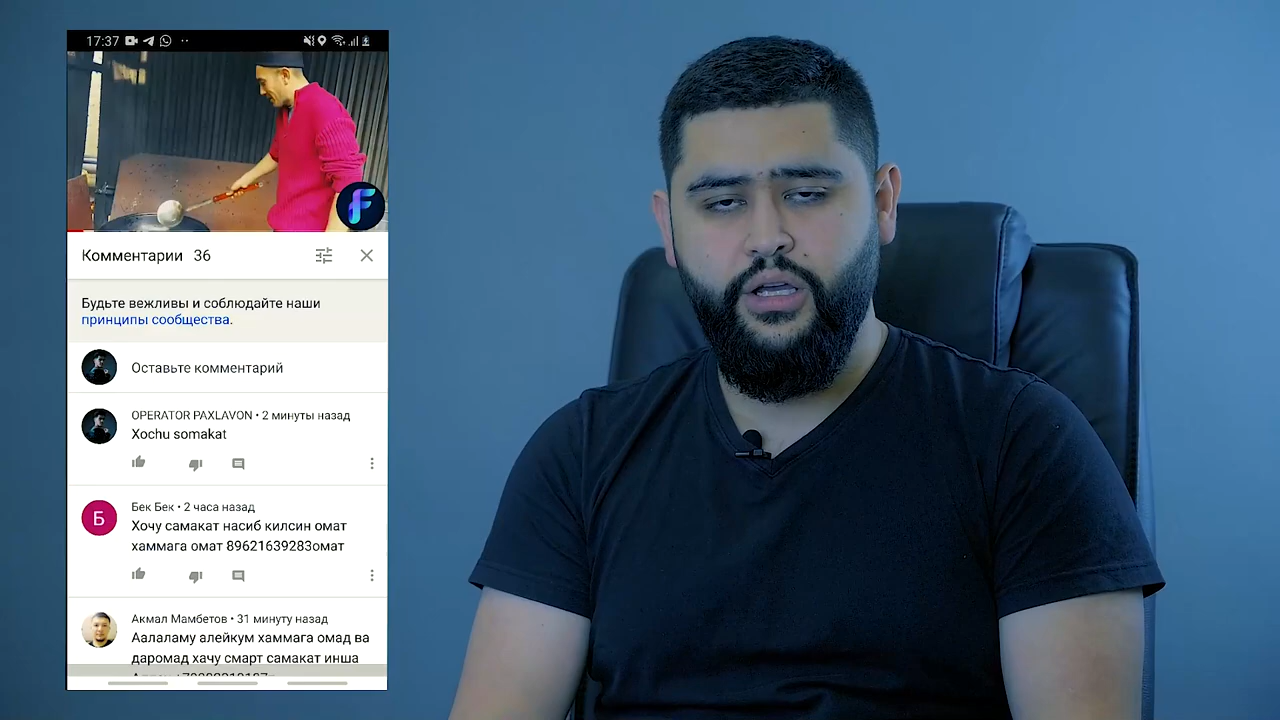 17:37
Комментарии 36
Будьте вежливы и соблюдайте наши
принципы сообщества.
Оставьте комментарий
OPERATOR PAXLAVON • 2 минуты назад
Xochu somakat
Б
Бек Бек • 2 часа назад
Хочу самакат насиб килсин омат
хаммага омат 89621639283омат
Акмал Мамбетов • 31 минуту назад
Аалаламу алейкум хаммага омад ва
даромад хачу смарт самакат инша